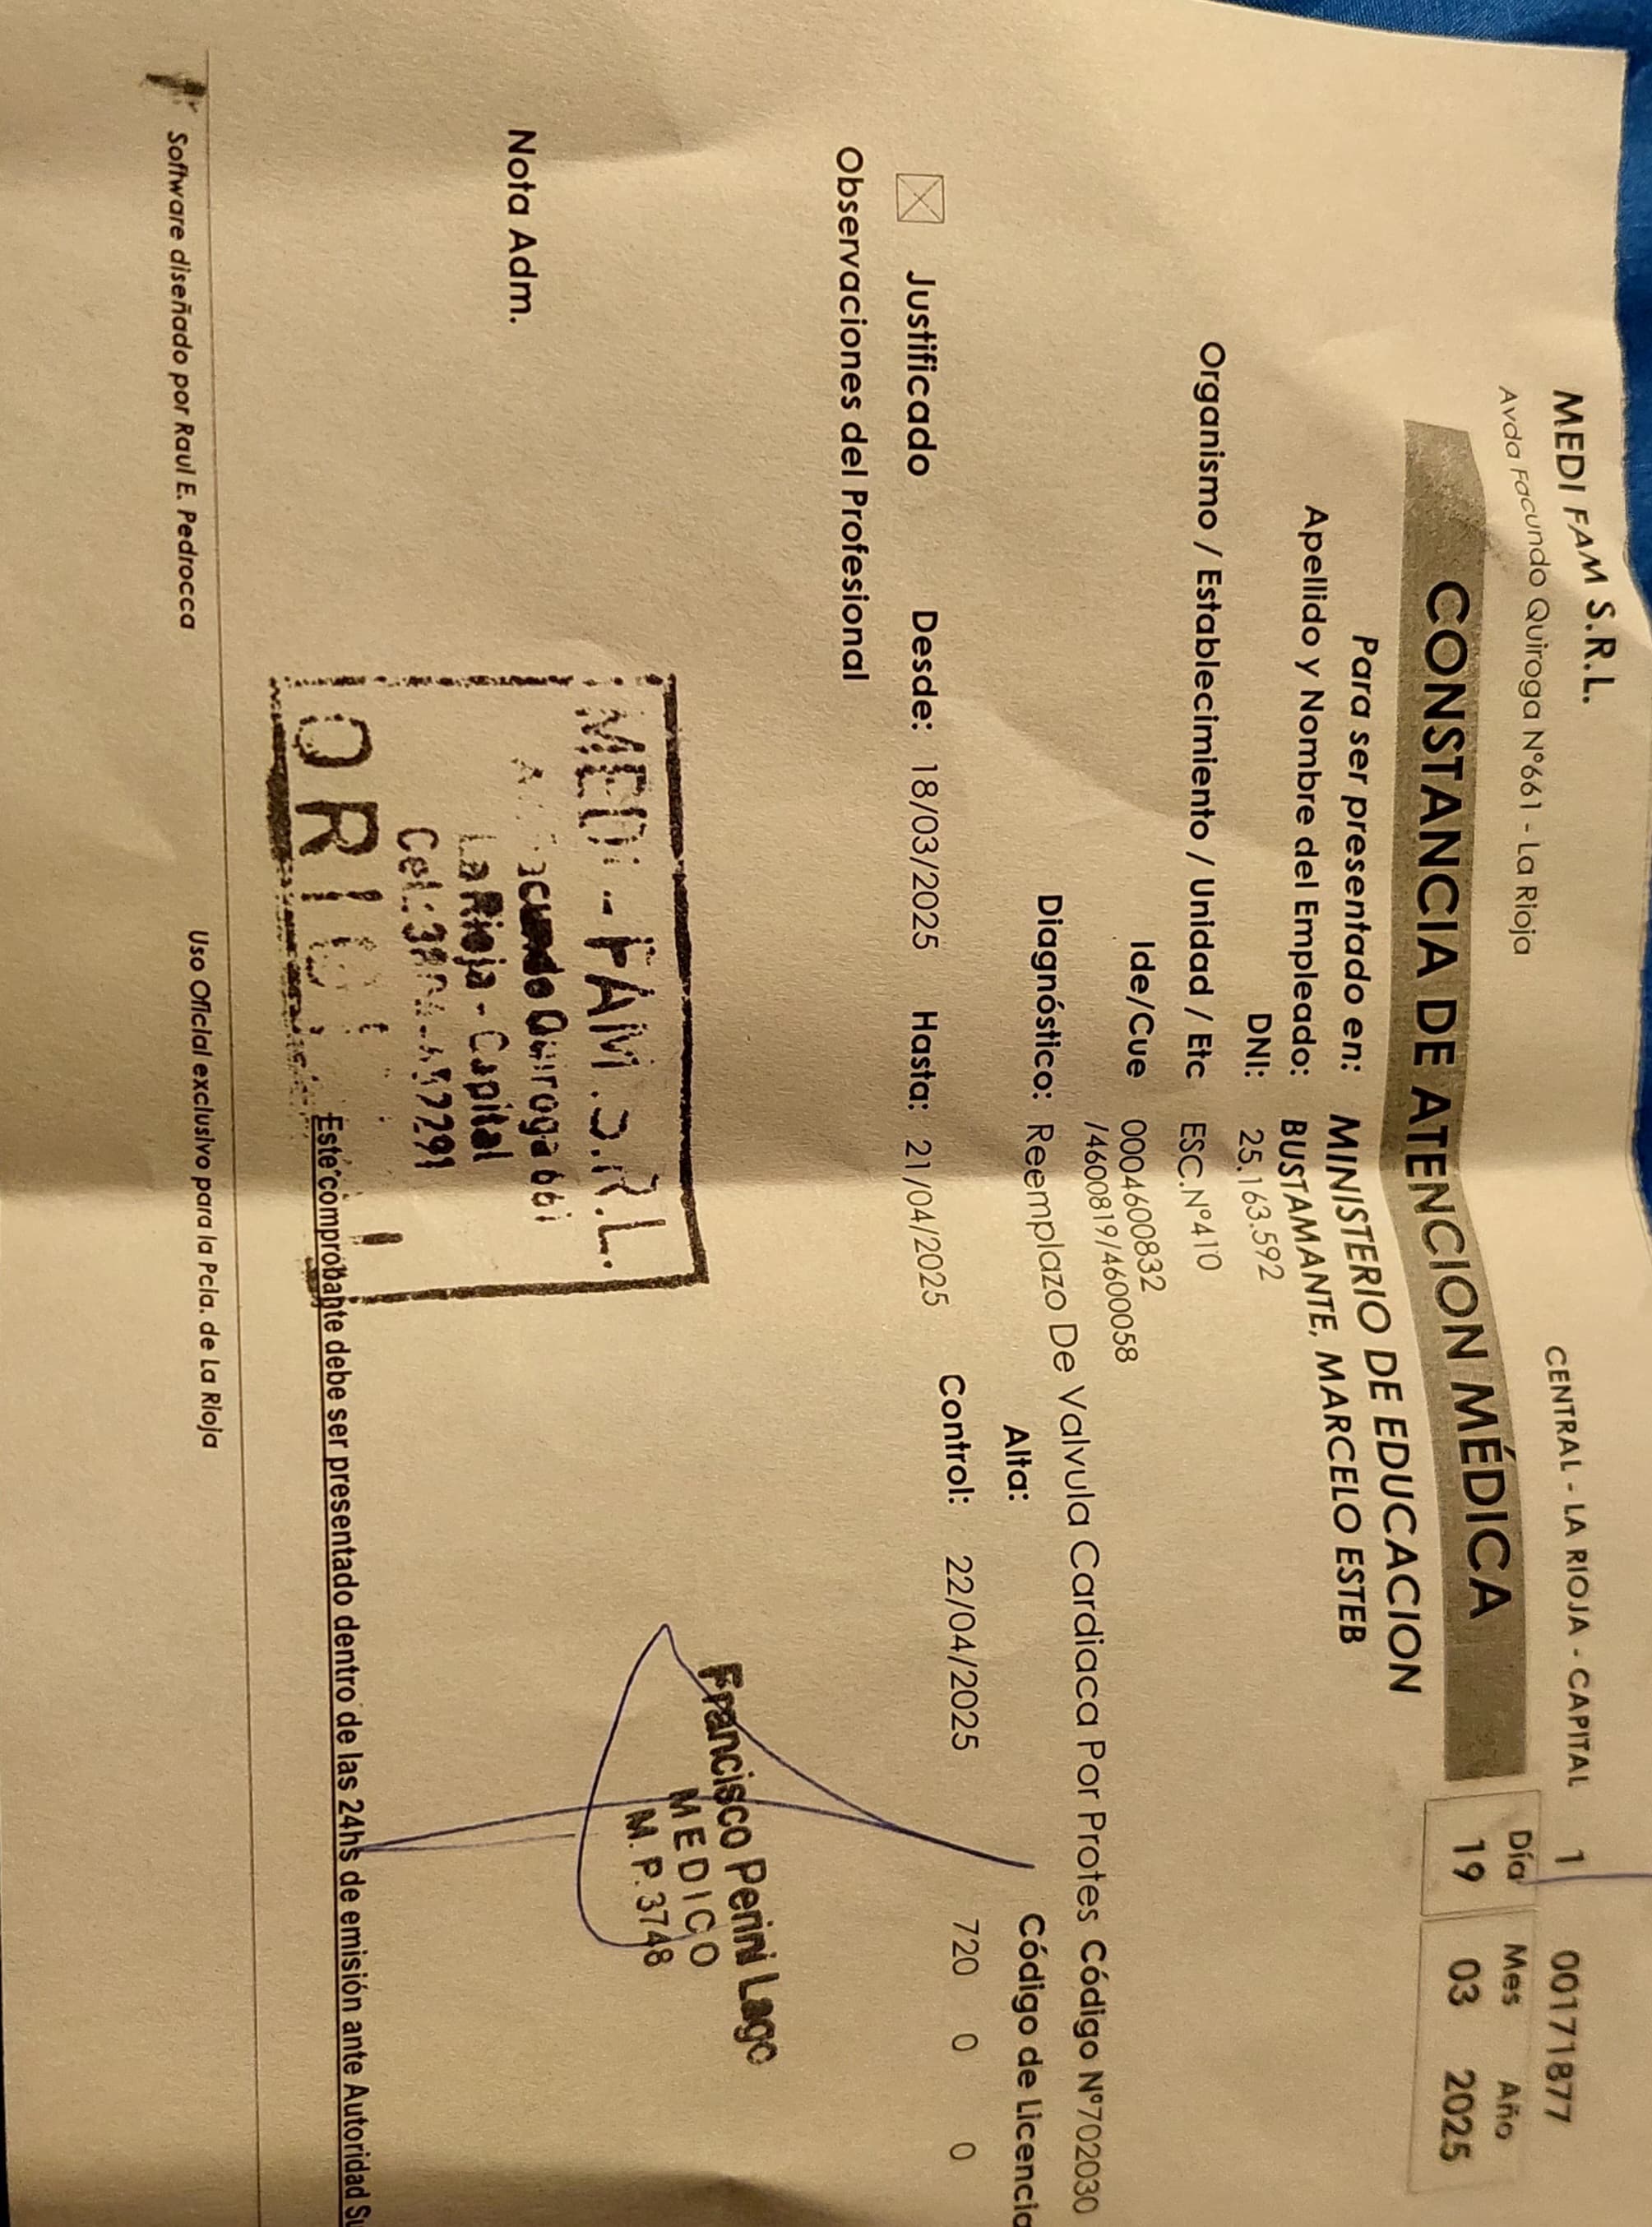 MEDI FAM S.R.L.
Avda Facundo Quiroga Nº661 - La Rioja
CENTRAL - LA RIOJA - CAPITAL 1 00171877
CONSTANCIA DE ATENCION MÉDICA
Día Mes Año
19 03 2025
Para ser presentado en: MINISTERIO DE EDUCACION
Apellido y Nombre del Empleado: BUSTAMANTE, MARCELO ESTEB
DNI: 25.163.592
Organismo / Establecimiento / Unidad / Etc ESC.Nº410
Ide/Cue 0004600832
/4600819/46000058
Diagnóstico: Reemplazo De Valvula Cardiaca Por Protes Código Nº702030
Alta: Código de Licencia
Justificado Desde: 18/03/2025 Hasta: 21/04/2025 Control: 22/04/2025 720 0 0
Observaciones del Profesional
Francisco Perini Lago
MEDICO
M.P.3748
Nota Adm.
MEDI - FAM S.R.L.
Quiroga 661
La Rioja - Capital
Cel.:
Este comprobante debe ser presentado dentro de las 24hs de emisión ante Autoridad
Software diseñado por Raul E. Pedrocca
Uso Oficial exclusivo para la Pcia. de La Rioja